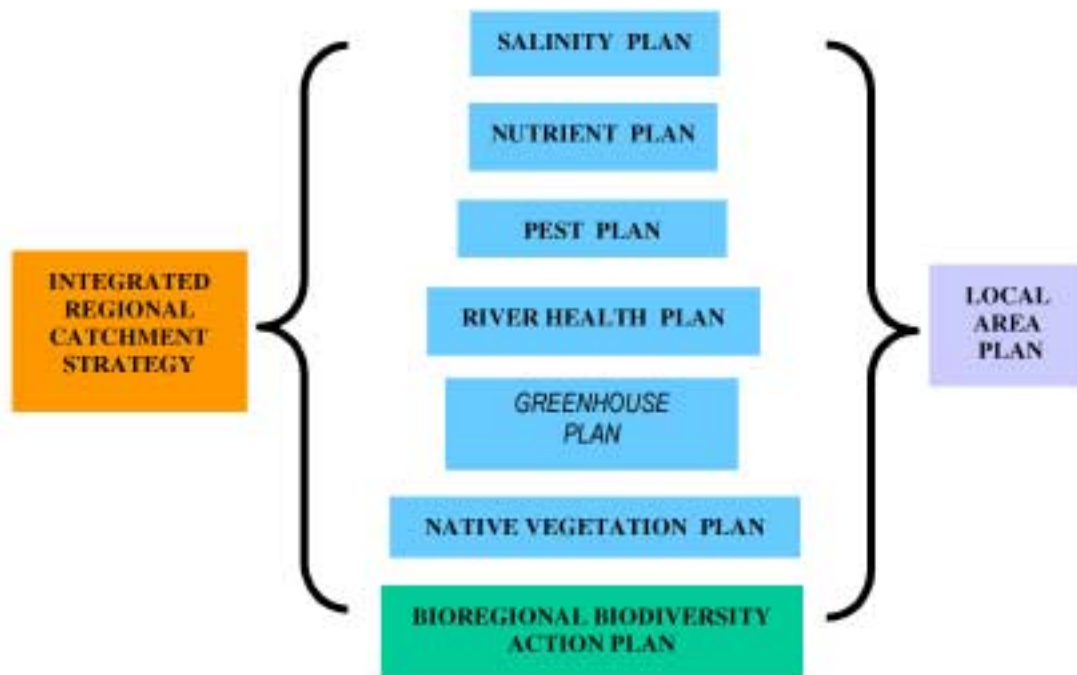 INTEGRATED
REGIONAL
CATCHMENT
STRATEGY
SALINITY PLAN
NUTRIENT PLAN
PEST PLAN
RIVER HEALTH PLAN
GREENHOUSE
PLAN
NATIVE VEGETATION PLAN
BIOREGIONAL BIODIVERSITY
ACTION PLAN
LOCAL
AREA
PLAN